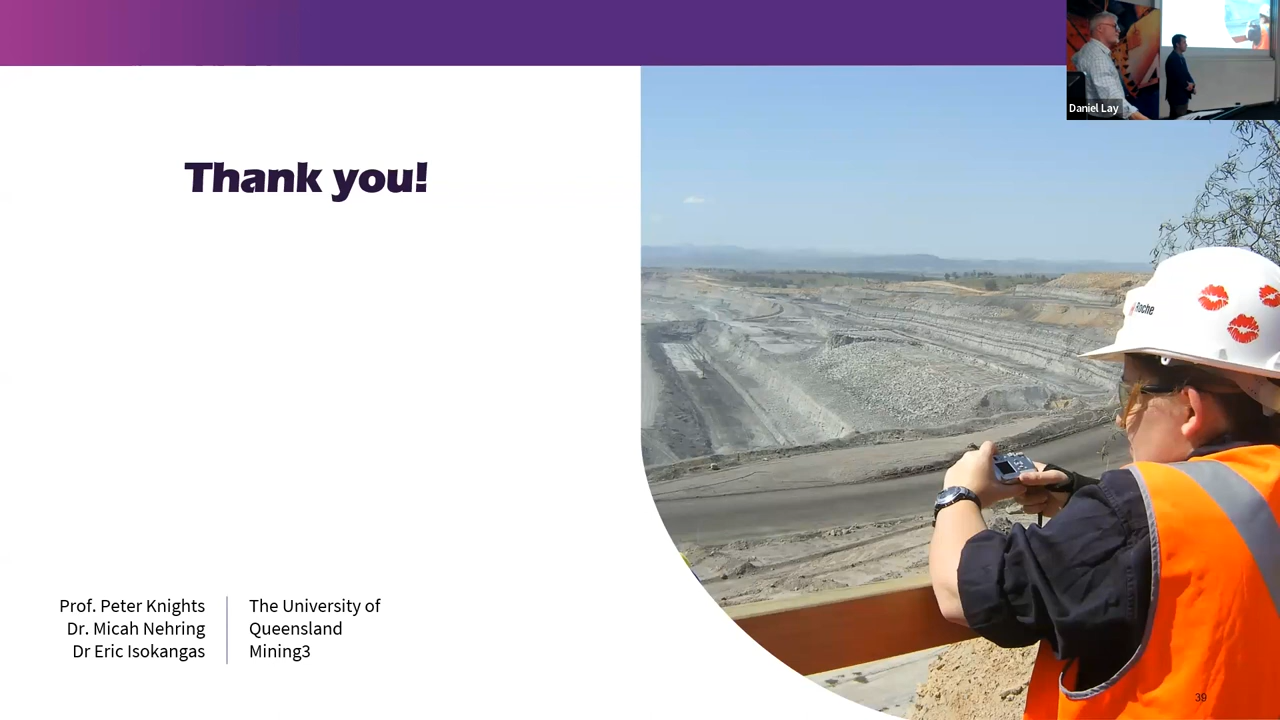 Daniel Lay
Thank you!
Roche
Prof. Peter Knights
Dr. Micah Nehring
Dr Eric Isokangas
The University of
Queensland
Mining3
39